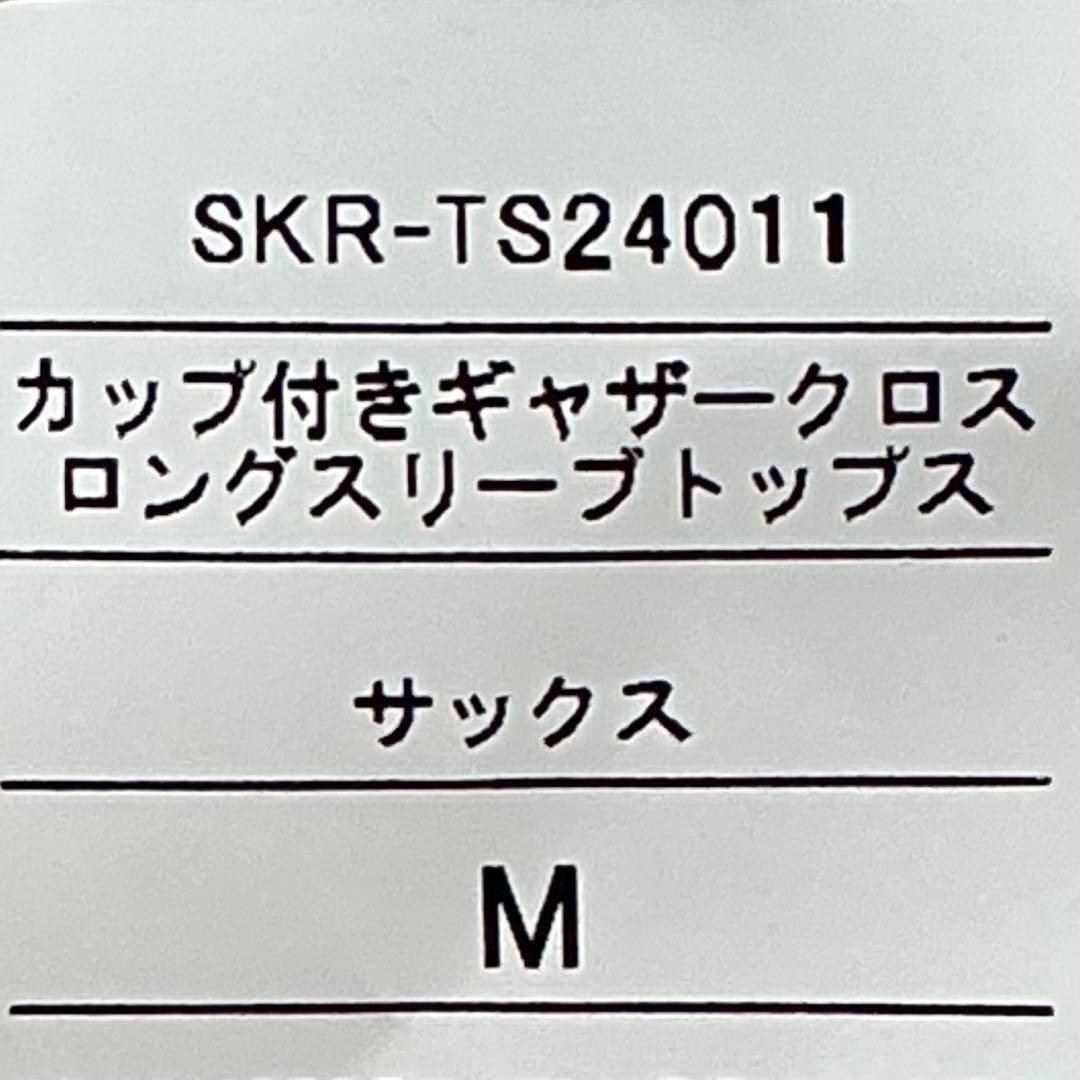 SKR-TS24011
カップ付きギャザークロス
ロングスリーブトップス
サックス
M